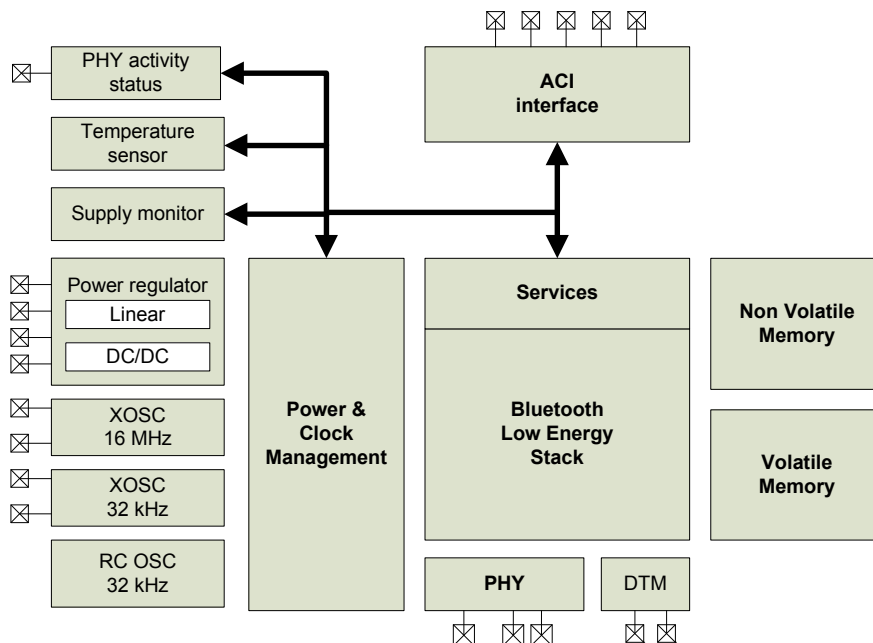 PHY activity
status
ACI
interface
Temperature
sensor
Supply monitor
Power regulator
Linear
DC/DC
Services
Non Volatile
Memory
XOSC
16 MHz
Power &
Clock
Management
Bluetooth
Low Energy
Stack
Volatile
Memory
XOSC
32 kHz
RC OSC
32 kHz
PHY
DTM